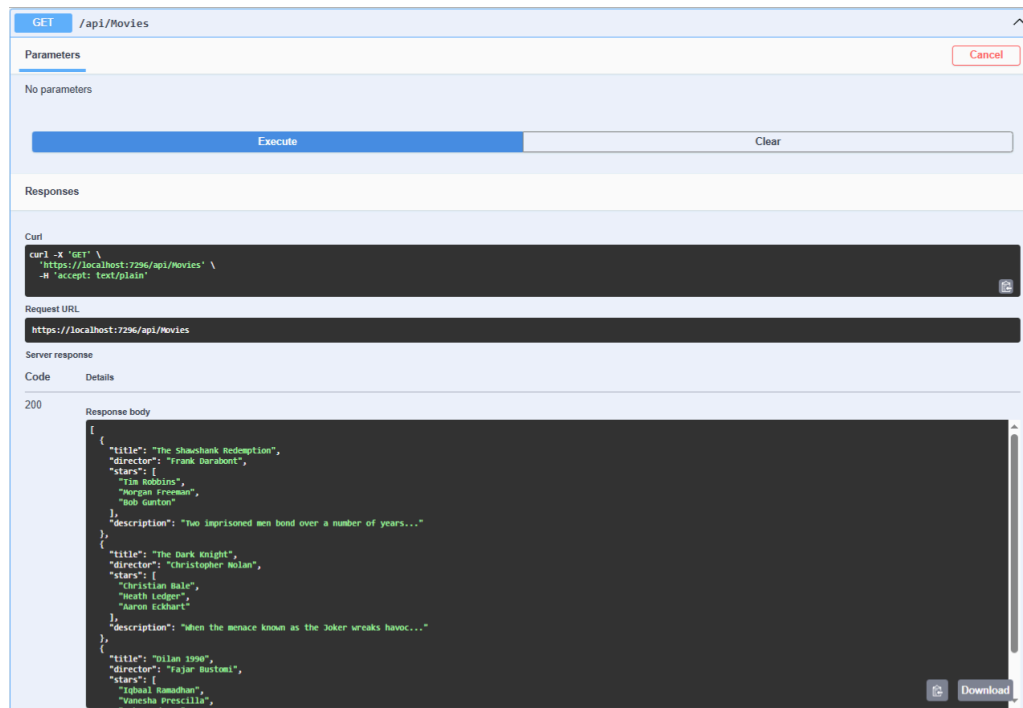 GET /api/Movies
Parameters
Cancel
No parameters
Execute
Clear
Responses
Curl
curl -X 'GET' \
'https://localhost:7296/api/Movies' \
-H 'accept: text/plain'
Request URL
https://localhost:7296/api/Movies
Server response
Code Details
200
Response body
[
{
"title": "The Shawshank Redemption",
"director": "Frank Darabont",
"stars": [
"Tim Robbins",
"Morgan Freeman",
"Bob Gunton"
],
"description": "Two imprisoned men bond over a number of years..."
},
{
"title": "The Dark Knight",
"director": "Christopher Nolan",
"stars": [
"Christian Bale",
"Heath Ledger",
"Aaron Eckhart"
],
"description": "When the menace known as the Joker wreaks havoc..."
},
{
"title": "Dilan 1990",
"director": "Fajar Bustomi",
"stars": [
"Iqbaal Ramadhan",
"Vanesha Prescilla",
Download